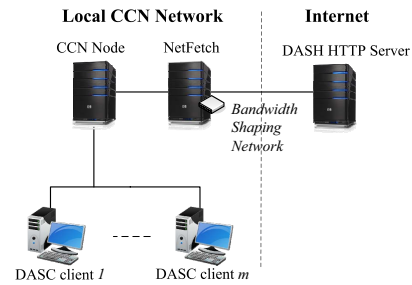 Local CCN Network
Internet
CCN Node
NetFetch
DASH HTTP Server
Bandwidth
Shaping
Network
DASC client 1
DASC client m